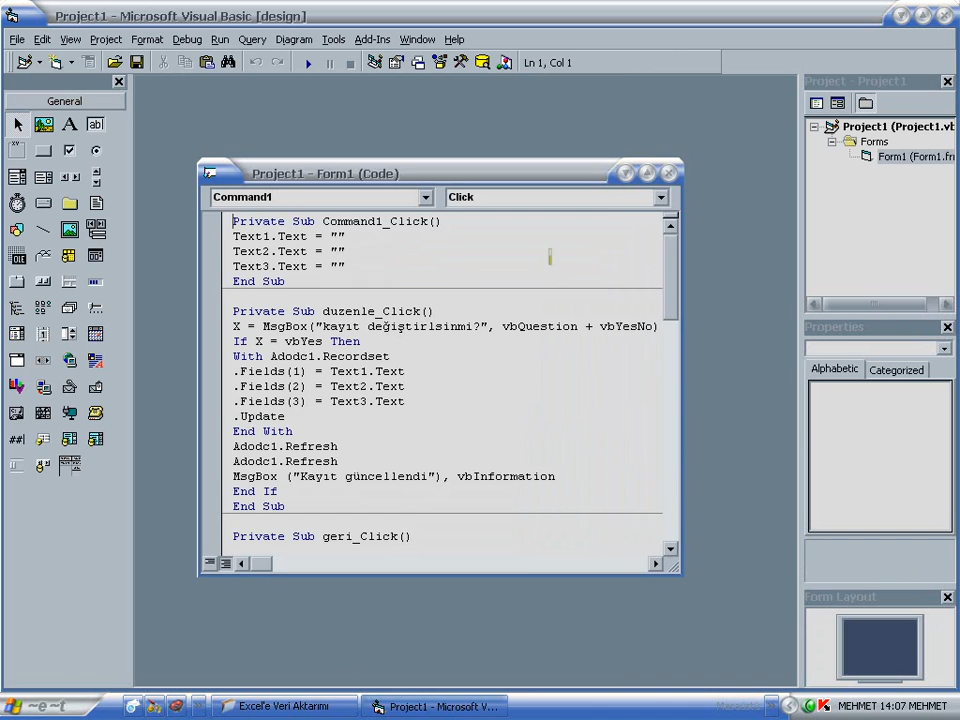 Project1 - Microsoft Visual Basic [design]
File Edit View Project Format Debug Run Query Diagram Tools Add-Ins Window Help
Ln 1, Col 1
General
Project - Project1
Project1 (Project1.vb
Forms
Form1 (Form1.fr
Project1 - Form1 (Code)
Command1 Click
Private Sub Command1_Click()
Text1.Text = ""
Text2.Text = ""
Text3.Text = ""
End Sub
Private Sub duzenle_Click()
X = MsgBox("kayıt değiştirlsinmi?", vbQuestion + vbYesNo)
If X = vbYes Then
With Adodc1.Recordset
.Fields(1) = Text1.Text
.Fields(2) = Text2.Text
.Fields(3) = Text3.Text
.Update
End With
Adodc1.Refresh
Adodc1.Refresh
MsgBox ("Kayıt güncellendi"), vbInformation
End If
End Sub
Private Sub geri_Click()
Properties
Alphabetic Categorized
Form Layout
~e~t
Excel'e Veri Aktarımı
Project1 - Microsoft V...
MEHMET 14:07 MEHMET